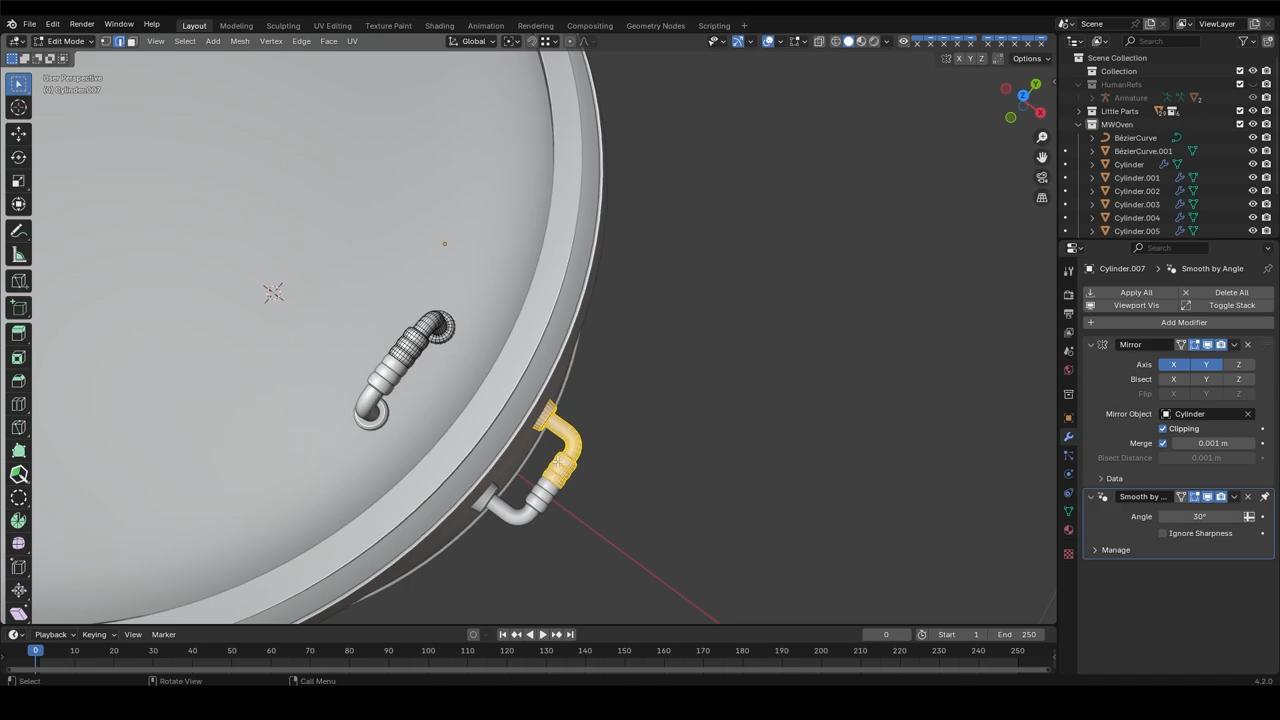 File Edit Render Window Help Layout Modeling Sculpting UV Editing Texture Paint Shading Animation Rendering Compositing Geometry Nodes Scripting Scene ViewLayer
Edit Mode View Select Add Mesh Vertex Edge Face UV Global Search
X Y Z Options
User Perspective
(0) Cylinder.007
Y
Z
X
Scene Collection
Collection
HumanRefs
Armature 2
Little Parts
MWOven
BézierCurve
BézierCurve.001
Cylinder
Cylinder.001
Cylinder.002
Cylinder.003
Cylinder.004
Cylinder.005
Search
Cylinder.007 > Smooth by Angle
Apply All Delete All
Viewport Vis Toggle Stack
Add Modifier
Mirror
Axis X Y Z
Bisect X Y Z
Flip X Y Z
Mirror Object Cylinder
Clipping
Merge 0.001 m
Bisect Distance 0.001 m
Data
Smooth by ...
Angle 30°
Ignore Sharpness
Manage
Playback Keying View Marker 0 Start 1 End 250
0 10 20 30 40 50 60 70 80 90 100 110 120 130 140 150 160 170 180 190 200 210 220 230 240 250
Select Rotate View Call Menu 4.2.0